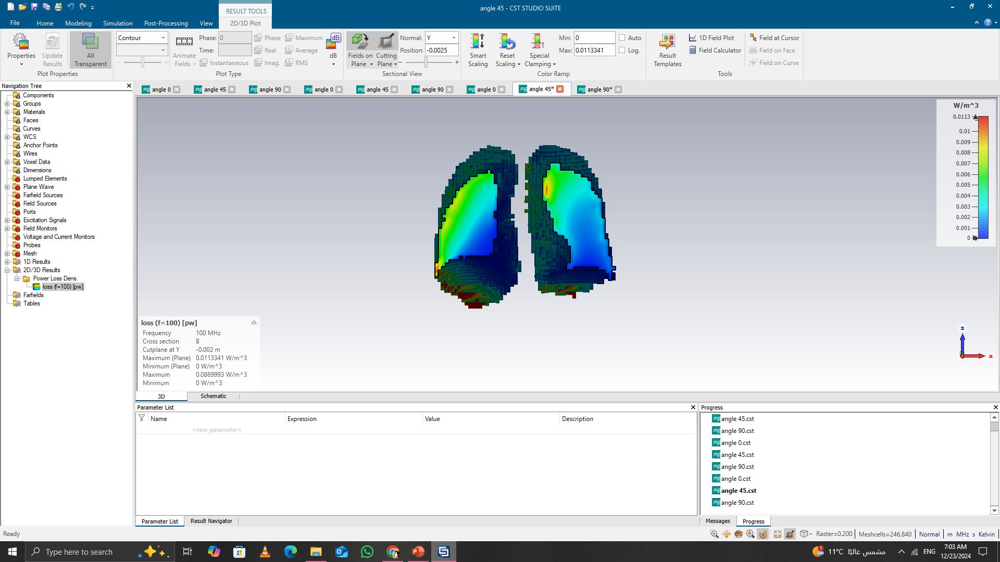 angle 45 - CST STUDIO SUITE
RESULT TOOLS
File
Home
Modeling
Simulation
Post-Processing
View
2D/3D Plot
Properties
Update Results
All Transparent
Plot Properties
Contour
Animate Fields
Phase: 0
Time:
Instantaneous
Phase
Real
Imag.
Maximum
Average
RMS
dB
dB
Plot Type
Fields on Plane
Cutting Plane
Normal: Y
Position: -0.0025
Sectional View
Smart Scaling
Reset Scaling
Special Clamping
Min: 0
Max: 0.0113341
Auto
Log.
Color Ramp
Result Templates
1D Field Plot
Field Calculator
Field at Cursor
Field on Face
Field on Curve
Tools
Navigation Tree
Components
Groups
Materials
Faces
Curves
WCS
Anchor Points
Wires
Voxel Data
Dimensions
Lumped Elements
Plane Wave
Farfield Sources
Field Sources
Ports
Excitation Signals
Field Monitors
Voltage and Current Monitors
Probes
Mesh
1D Results
2D/3D Results
Power Loss Dens.
loss (f=100) [pw]
Farfields
Tables
angle 0
angle 45
angle 90
angle 0
angle 45
angle 90
angle 0
angle 45*
angle 90*
W/m^3
0.0113
0.01
0.009
0.008
0.007
0.006
0.005
0.004
0.003
0.002
0.001
0
z
x
loss (f=100) [pw]
Frequency 100 MHz
Cross section B
Cutplane at Y -0.002 m
Maximum (Plane) 0.0113341 W/m^3
Minimum (Plane) 0 W/m^3
Maximum 0.0869993 W/m^3
Minimum 0 W/m^3
3D
Schematic
Parameter List
Name Expression Value Description
<new parameter>
Parameter List
Result Navigator
Progress
angle 45.cst
angle 90.cst
angle 0.cst
angle 45.cst
angle 90.cst
angle 0.cst
angle 45.cst
angle 90.cst
Messages
Progress
Ready
Raster=0.200
Meshcells=246,840
Normal
m MHz s Kelvin
Type here to search
1
11°C مشمس غالبًا
ENG
7:03 AM
12/23/2024